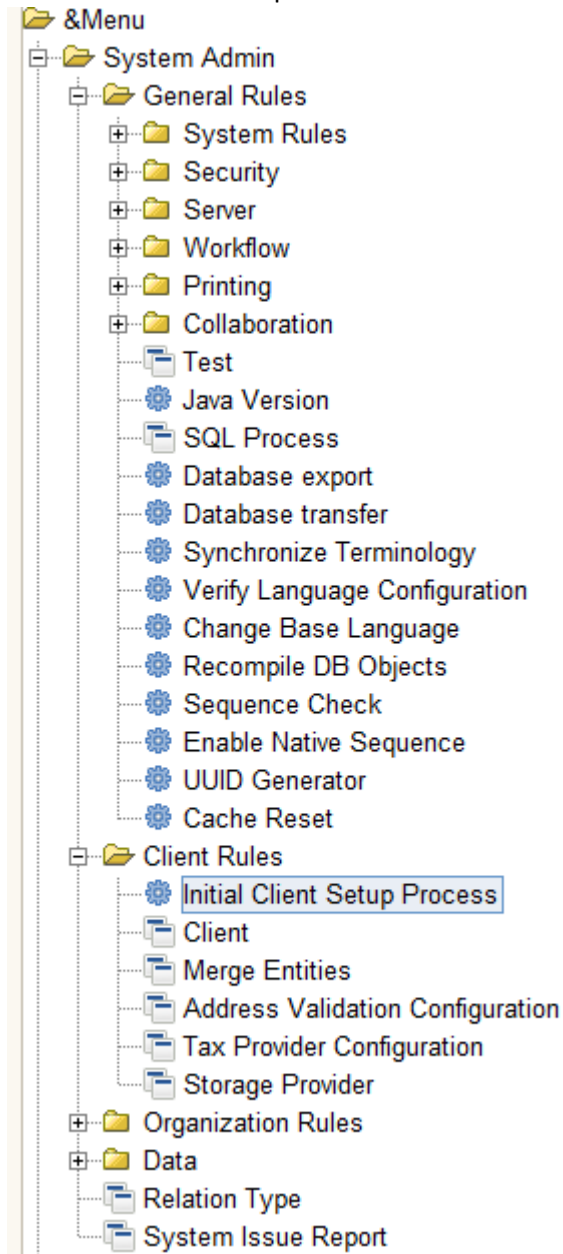 &Menu
System Admin
General Rules
System Rules
Security
Server
Workflow
Printing
Collaboration
Test
Java Version
SQL Process
Database export
Database transfer
Synchronize Terminology
Verify Language Configuration
Change Base Language
Recompile DB Objects
Sequence Check
Enable Native Sequence
UUID Generator
Cache Reset
Client Rules
Initial Client Setup Process
Client
Merge Entities
Address Validation Configuration
Tax Provider Configuration
Storage Provider
Organization Rules
Data
Relation Type
System Issue Report